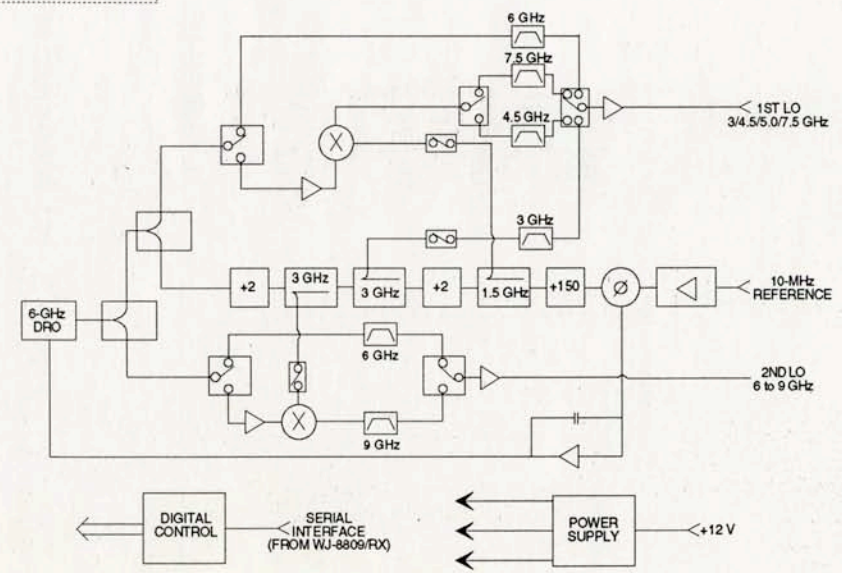 6 GHz
7.5 GHz
4.5 GHz
X
1ST LO
3/4.5/5.0/7.5 GHz
3 GHz
6-GHz
DRO
+2
3 GHz
3 GHz
+2
1.5 GHz
+150
Ø
10-MHz
REFERENCE
6 GHz
X
9 GHz
2ND LO
6 to 9 GHz
DIGITAL
CONTROL
SERIAL
INTERFACE
(FROM WJ-8809/RX)
POWER
SUPPLY
+12 V